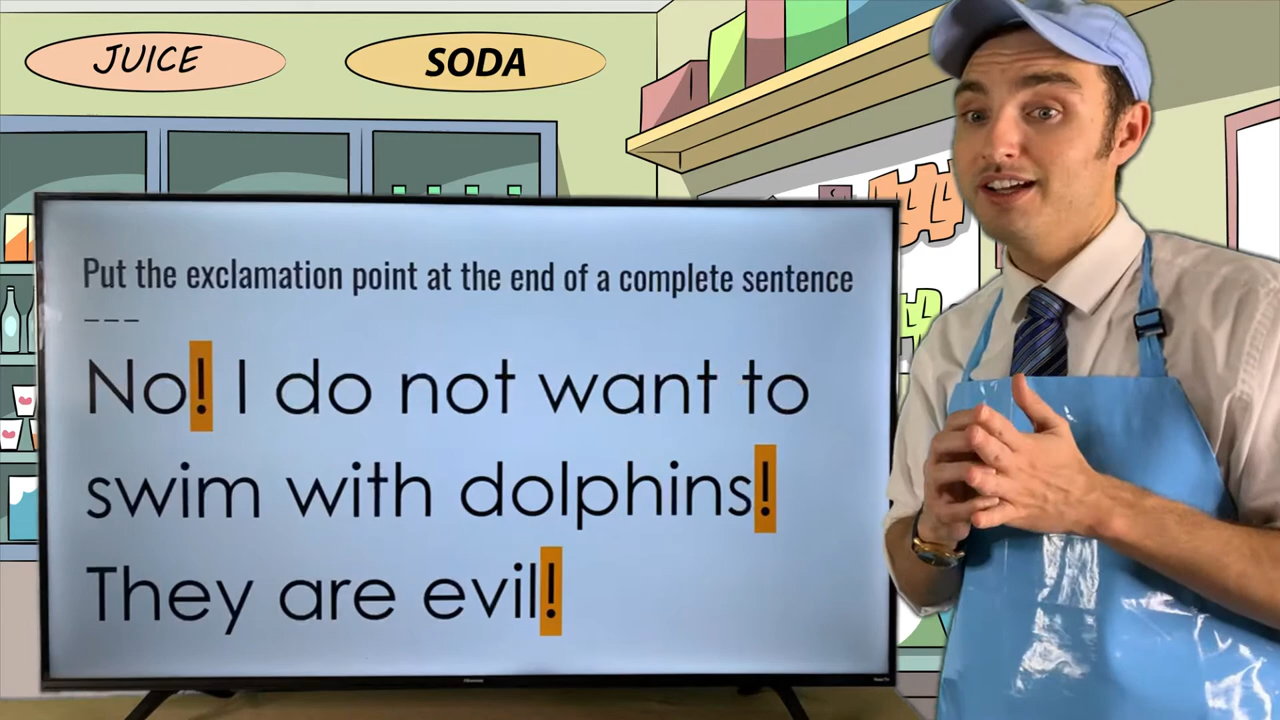 JUICE
SODA
Put the exclamation point at the end of a complete sentence
No! I do not want to
swim with dolphins!
They are evil!
Hisense